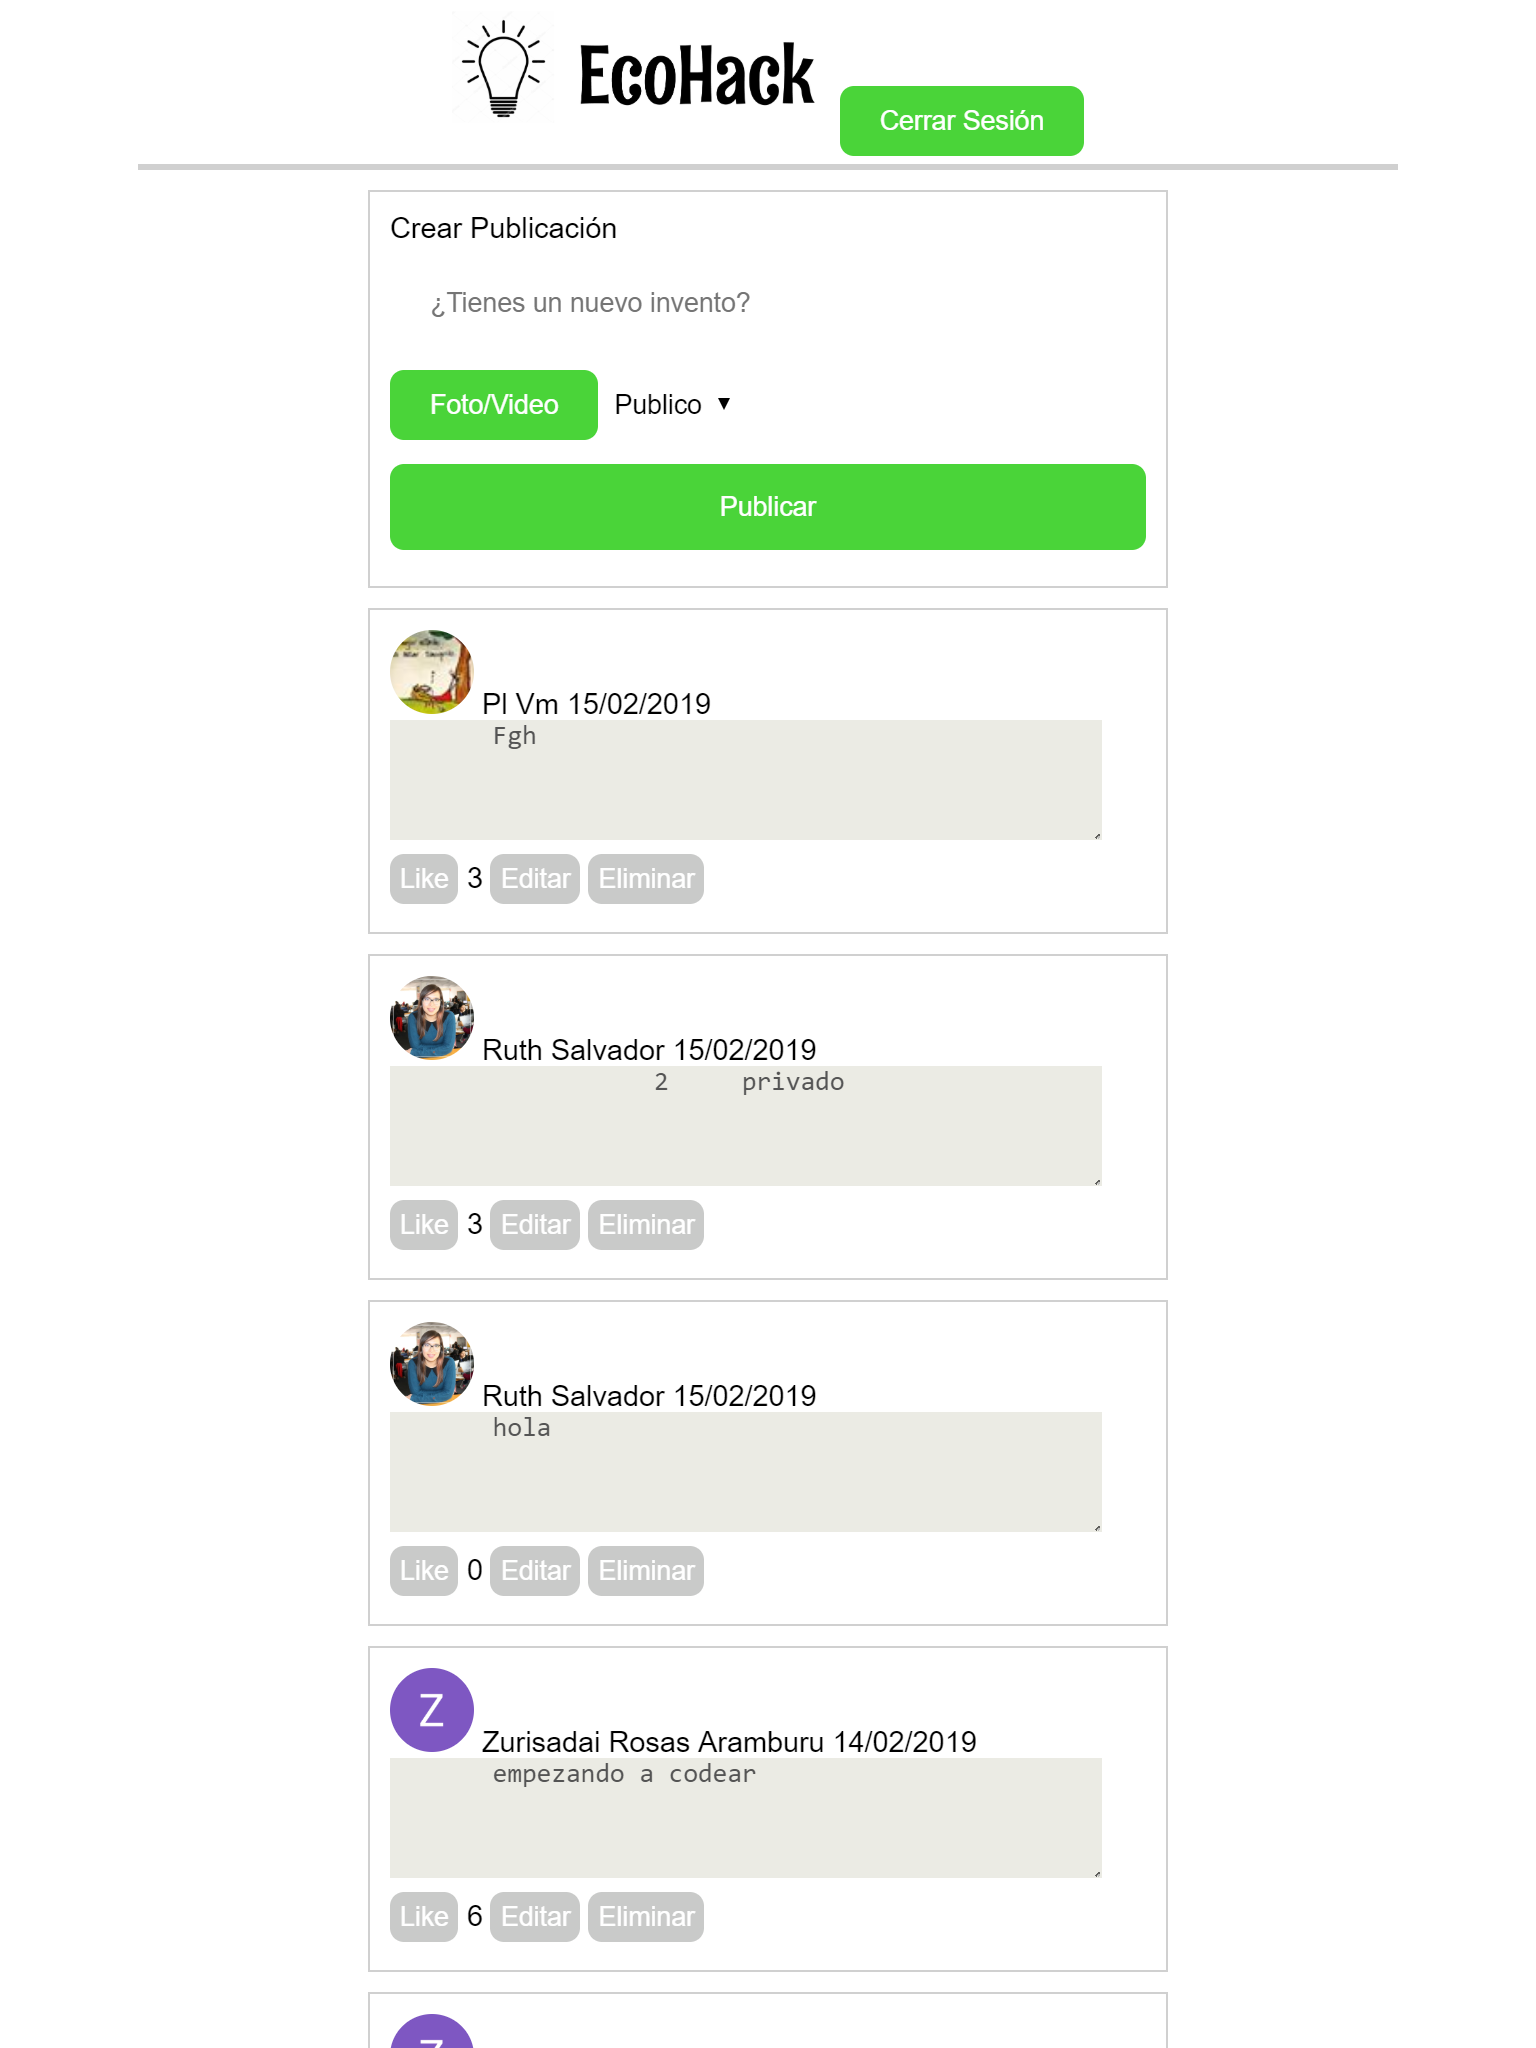 EcoHack
Cerrar Sesión
Crear Publicación
¿Tienes un nuevo invento?
Foto/Video Publico
Publicar
Pl Vm 15/02/2019
Fgh
Like 3 Editar Eliminar
Ruth Salvador 15/02/2019
2 privado
Like 3 Editar Eliminar
Ruth Salvador 15/02/2019
hola
Like 0 Editar Eliminar
Z
Zurisadai Rosas Aramburu 14/02/2019
empezando a codear
Like 6 Editar Eliminar